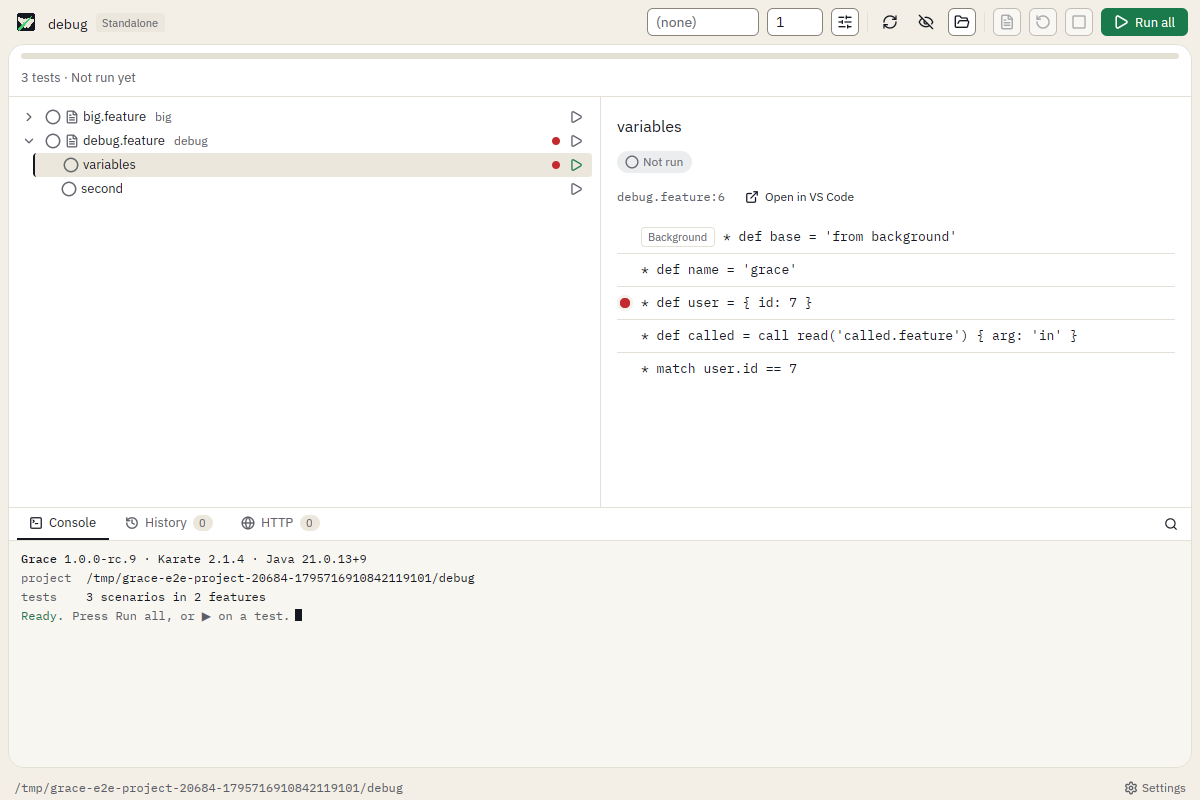 debug Standalone (none) 1 Run all
3 tests · Not run yet
big.feature big
debug.feature debug
variables
second
variables
Not run
debug.feature:6 Open in VS Code
Background * def base = 'from background'
* def name = 'grace'
* def user = { id: 7 }
* def called = call read('called.feature') { arg: 'in' }
* match user.id == 7
Console History 0 HTTP 0
Grace 1.0.0-rc.9 · Karate 2.1.4 · Java 21.0.13+9
project /tmp/grace-e2e-project-20684-1795716910842119101/debug
tests 3 scenarios in 2 features
Ready. Press Run all, or ▶ on a test.
/tmp/grace-e2e-project-20684-1795716910842119101/debug Settings